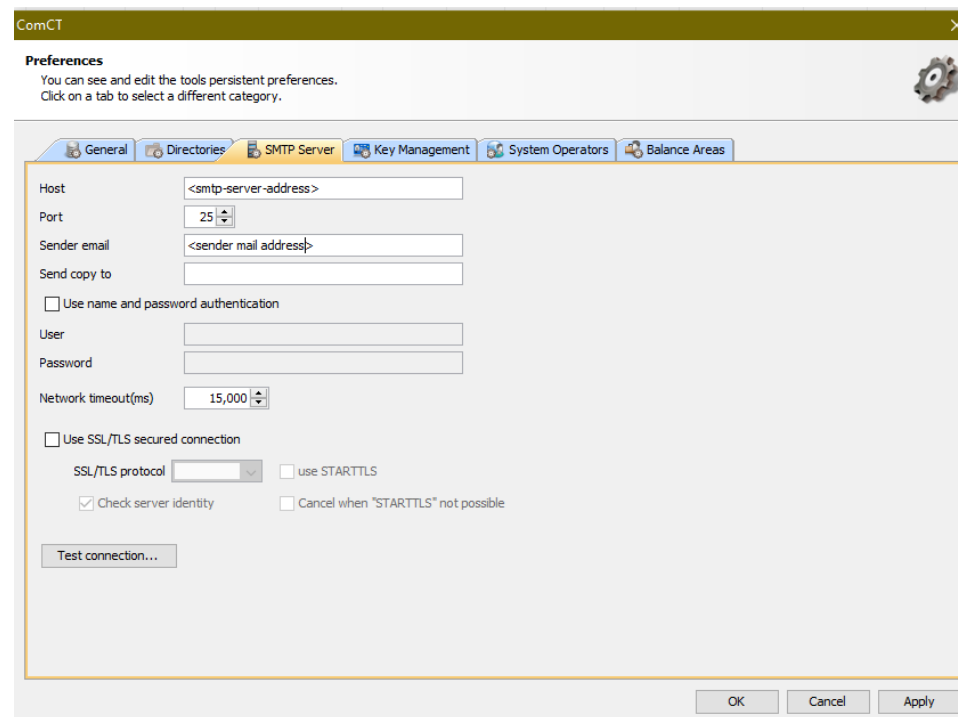 ComCT
Preferences
You can see and edit the tools persistent preferences.
Click on a tab to select a different category.
General Directories SMTP Server Key Management System Operators Balance Areas
Host <smtp-server-address>
Port 25
Sender email <sender mail address>
Send copy to
Use name and password authentication
User
Password
Network timeout(ms) 15,000
Use SSL/TLS secured connection
SSL/TLS protocol use STARTTLS
Check server identity Cancel when "STARTTLS" not possible
Test connection...
OK Cancel Apply